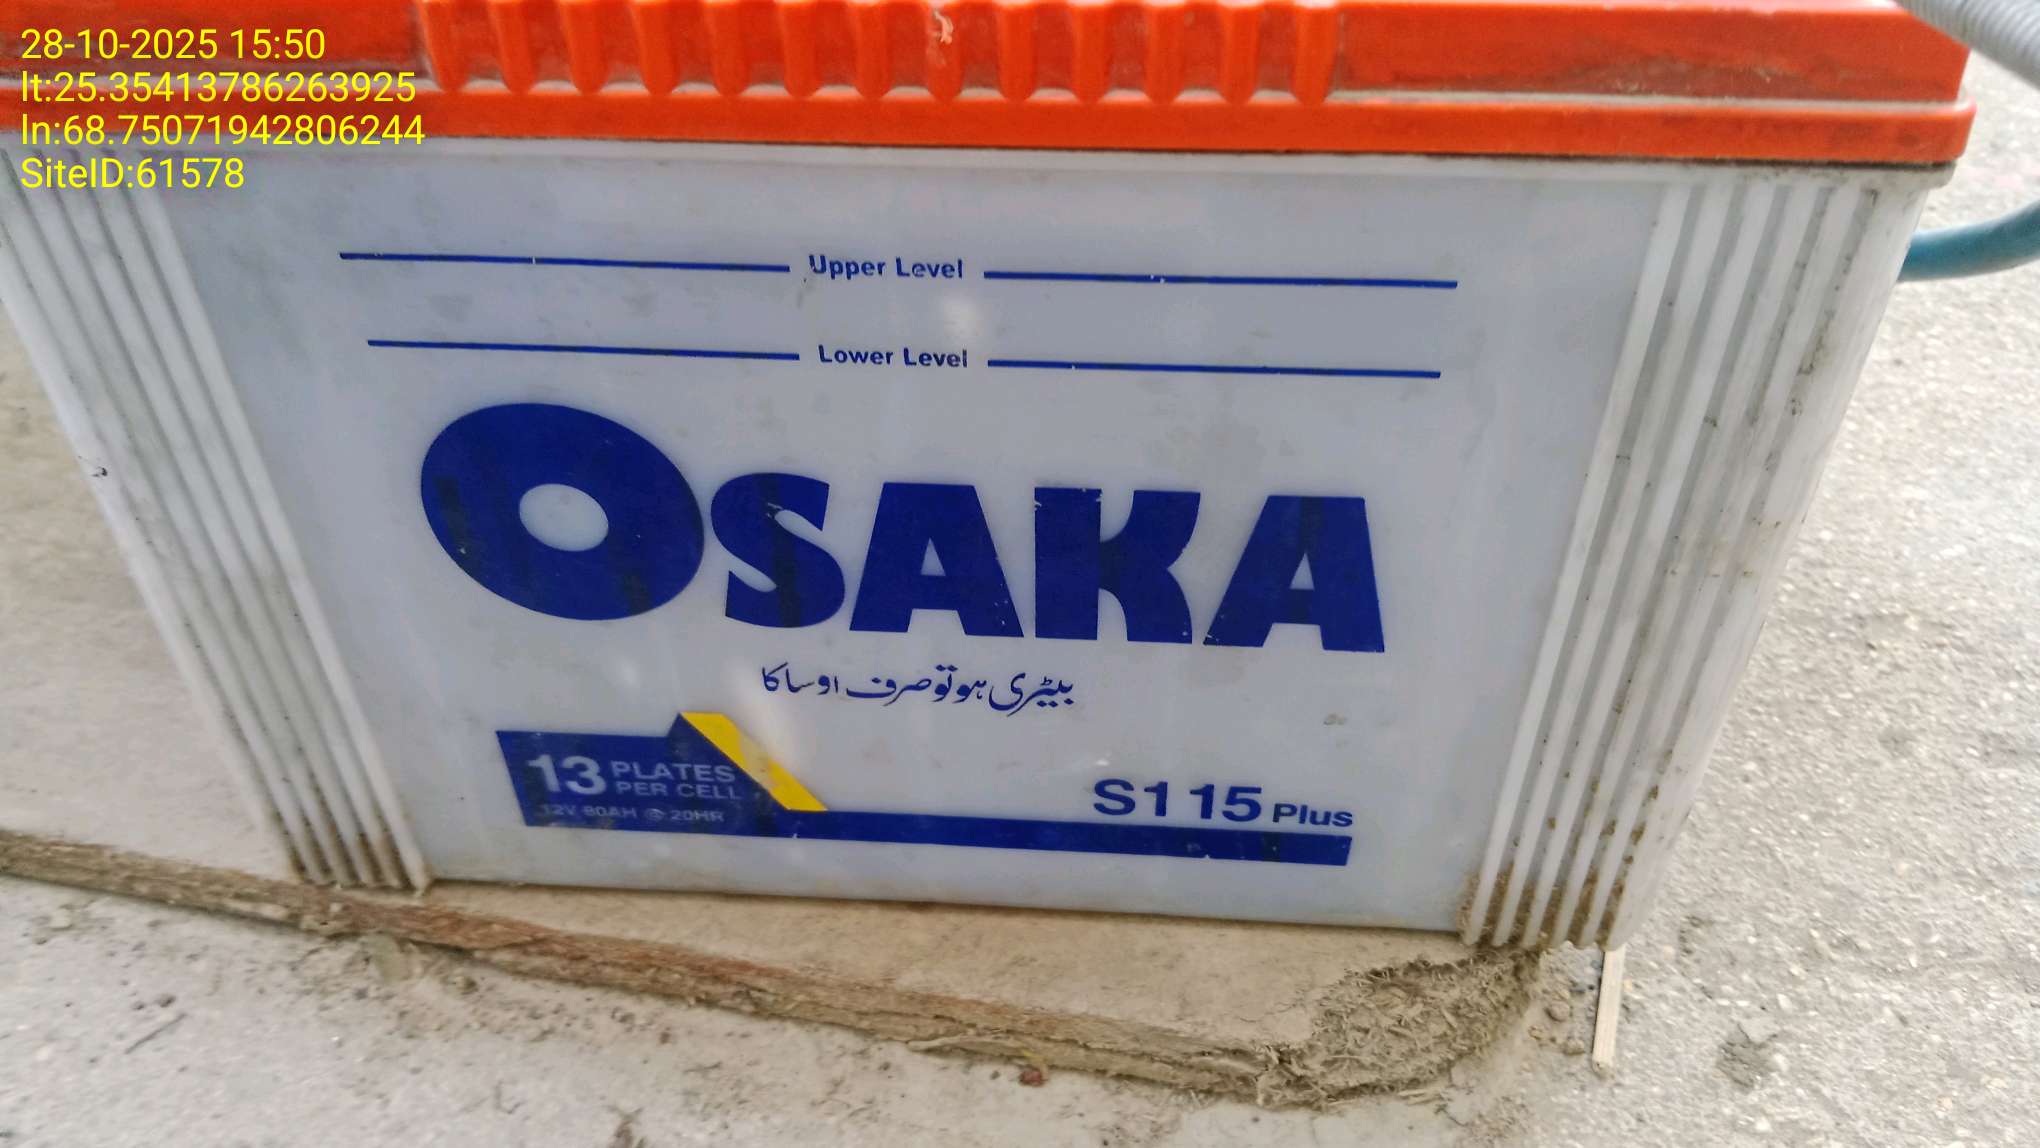 28-10-2025 15:50
lt:25.35413786263925
ln:68.75071942806244
SiteID:61578
Upper Level
Lower Level
OSAKA
بیٹری ہو تو صرف اوساکا
13 PLATES
PER CELL
12V 80AH @ 20HR
S115 Plus